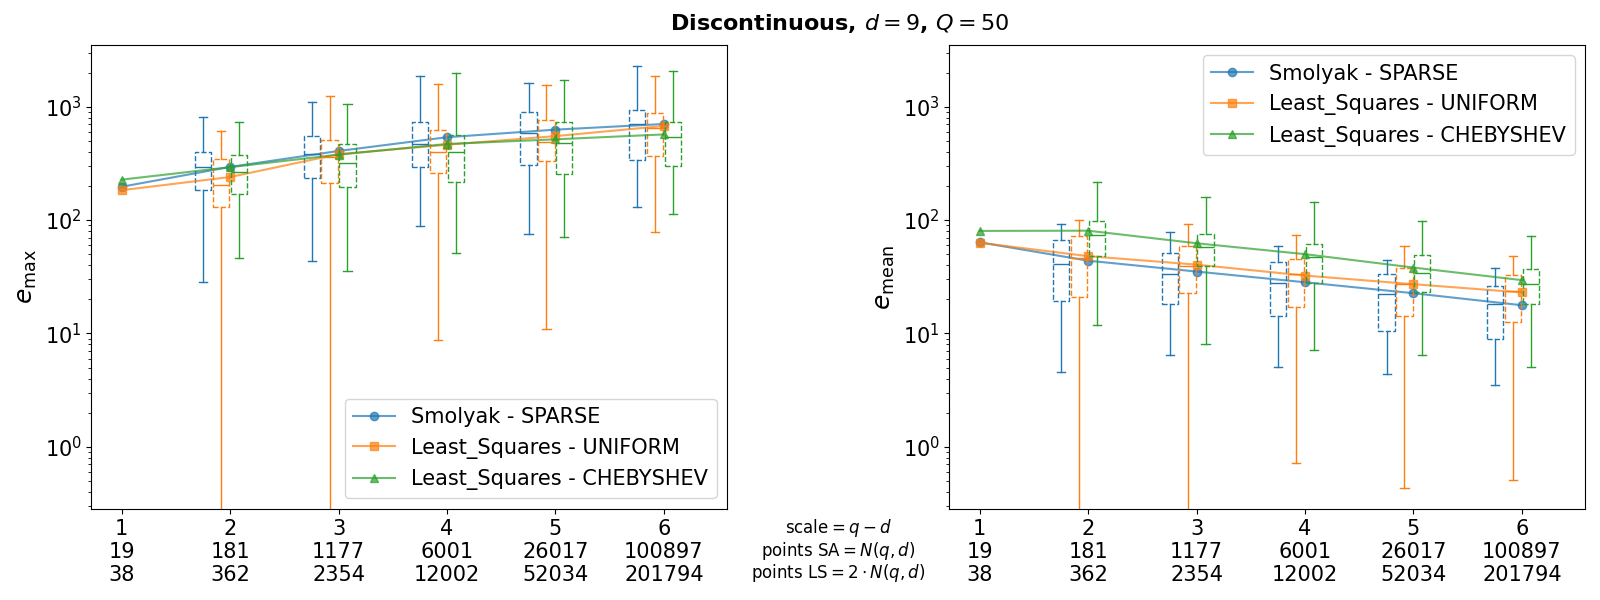 Discontinuous, d = 9, Q = 50
10³
10²
10¹
10⁰
e_max
Smolyak - SPARSE
Least_Squares - UNIFORM
Least_Squares - CHEBYSHEV
1 2 3 4 5 6
19 181 1177 6001 26017 100897
38 362 2354 12002 52034 201794
scale = q − d
points SA = N(q, d)
points LS = 2 · N(q, d)
10³
10²
10¹
10⁰
e_mean
Smolyak - SPARSE
Least_Squares - UNIFORM
Least_Squares - CHEBYSHEV
1 2 3 4 5 6
19 181 1177 6001 26017 100897
38 362 2354 12002 52034 201794